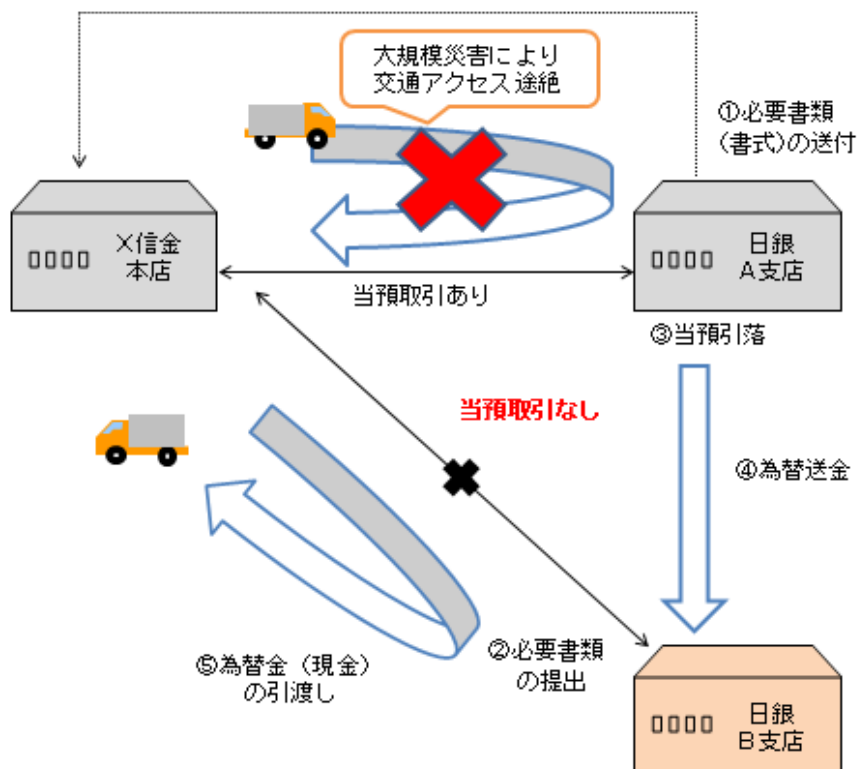 大規模災害により
交通アクセス途絶
①必要書類
(書式)の送付
X信金
本店
日銀
A支店
当預取引あり
③当預引落
当預取引なし
④為替送金
②必要書類
の提出
⑤為替金(現金)
の引渡し
日銀
B支店